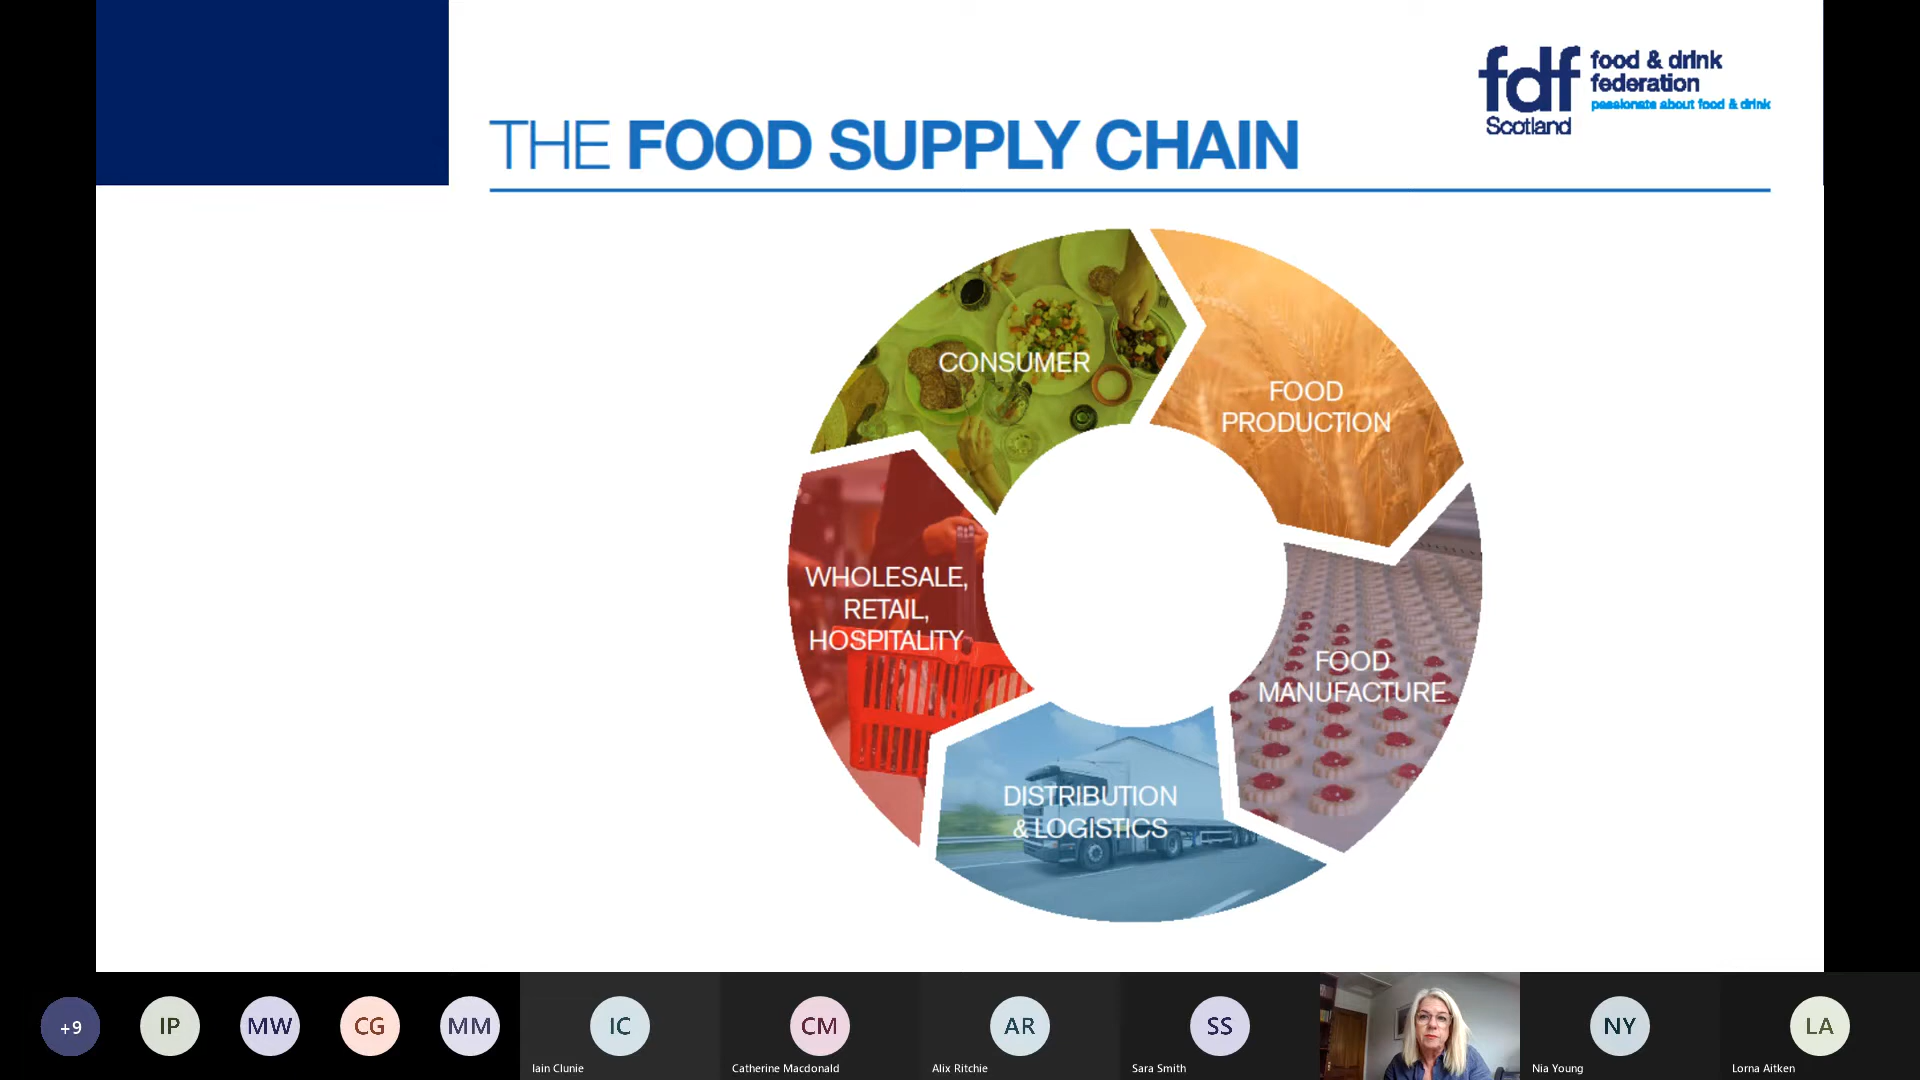 fdf food & drink
federation
passionate about food & drink
Scotland
THE FOOD SUPPLY CHAIN
CONSUMER
FOOD
PRODUCTION
WHOLESALE,
RETAIL,
HOSPITALITY
FOOD
MANUFACTURE
DISTRIBUTION
& LOGISTICS
+9
IP
MW
CG
MM
IC
CM
AR
SS
NY
LA
Iain Clunie
Catherine Macdonald
Alix Ritchie
Sara Smith
Nia Young
Lorna Aitken